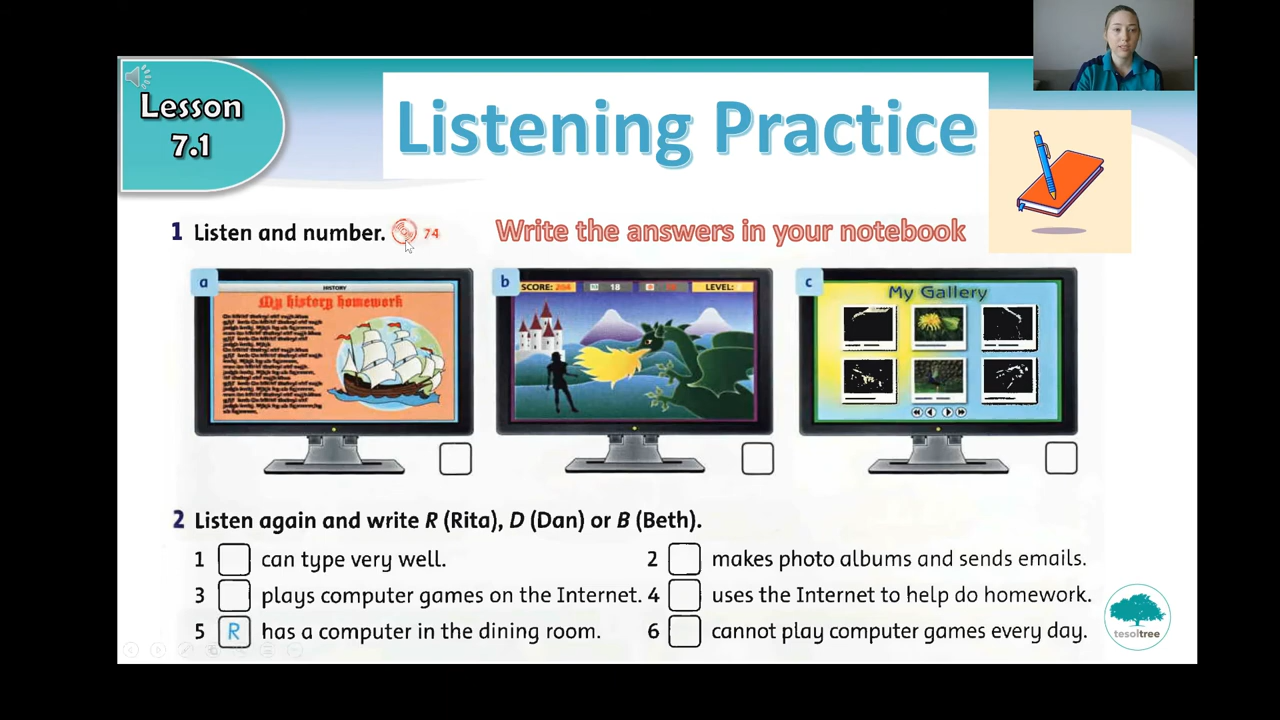 Lesson
7.1
Listening Practice
1 Listen and number. 74
Write the answers in your notebook
a
HISTORY
My history homework
b
SCORE: 204
18
LEVEL:
c
My Gallery
2 Listen again and write R (Rita), D (Dan) or B (Beth).
1 can type very well.
2 makes photo albums and sends emails.
3 plays computer games on the Internet.
4 uses the Internet to help do homework.
5 R has a computer in the dining room.
6 cannot play computer games every day.
tesoltree